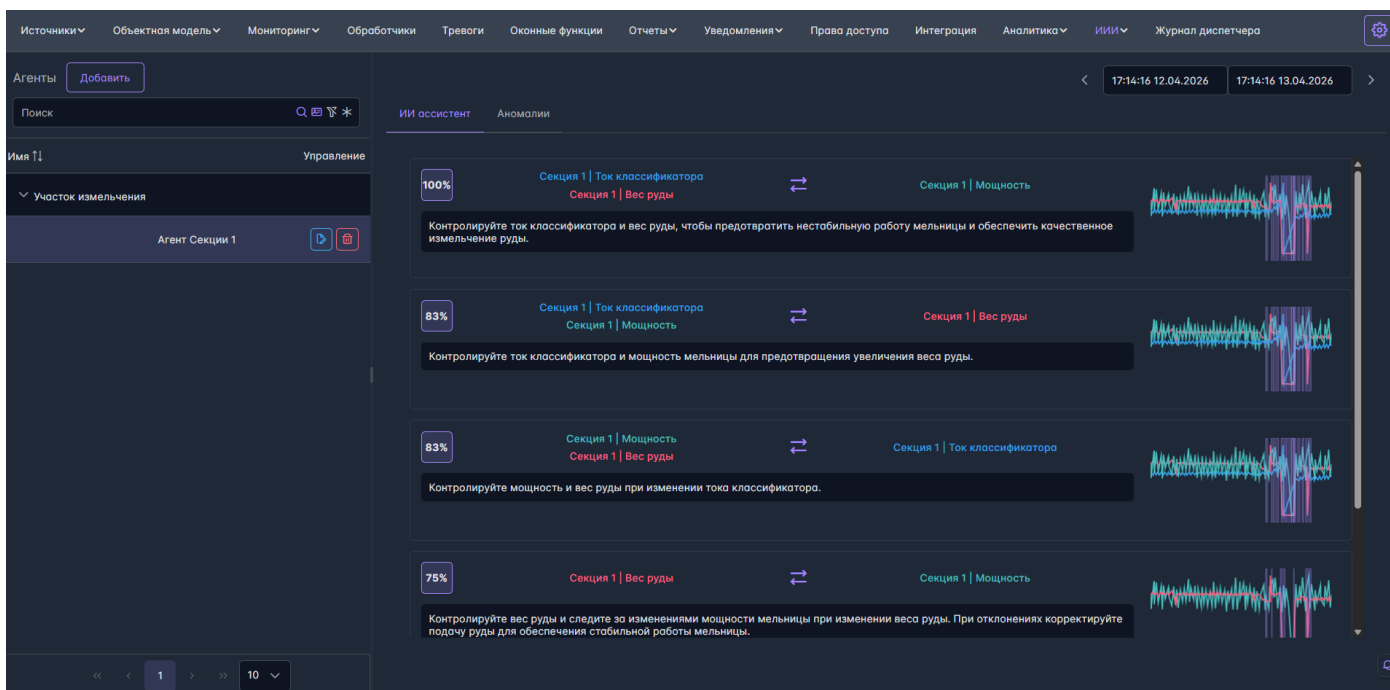 Источники Объектная модель Мониторинг Обработчики Тревоги Оконные функции Отчеты Уведомления Права доступа Интеграция Аналитика ИИИ Журнал диспетчера
Агенты Добавить
17:14:16 12.04.2026 17:14:16 13.04.2026
Поиск
ИИ ассистент Аномалии
Имя Управление
Участок измельчения
Агент Секции 1
100%
Секция 1 | Ток классификатора
Секция 1 | Вес руды
Секция 1 | Мощность
Контролируйте ток классификатора и вес руды, чтобы предотвратить нестабильную работу мельницы и обеспечить качественное
измельчение руды.
83%
Секция 1 | Ток классификатора
Секция 1 | Мощность
Секция 1 | Вес руды
Контролируйте ток классификатора и мощность мельницы для предотвращения увеличения веса руды.
83%
Секция 1 | Мощность
Секция 1 | Вес руды
Секция 1 | Ток классификатора
Контролируйте мощность и вес руды при изменении тока классификатора.
75%
Секция 1 | Вес руды
Секция 1 | Мощность
Контролируйте вес руды и следите за изменениями мощности мельницы при изменении веса руды. При отклонениях корректируйте
подачу руды для обеспечения стабильной работы мельницы.
1 10